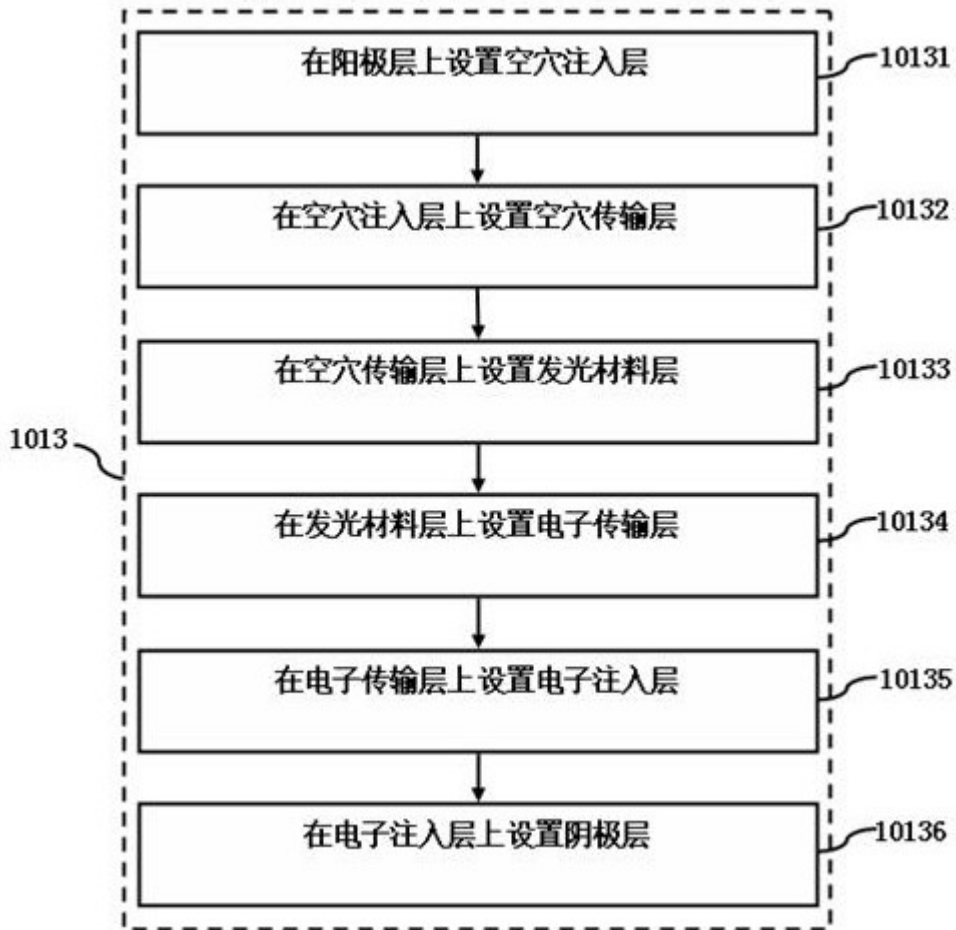 在阳极层上设置空穴注入层
10131
在空穴注入层上设置空穴传输层
10132
在空穴传输层上设置发光材料层
10133
1013
在发光材料层上设置电子传输层
10134
在电子传输层上设置电子注入层
10135
在电子注入层上设置阴极层
10136